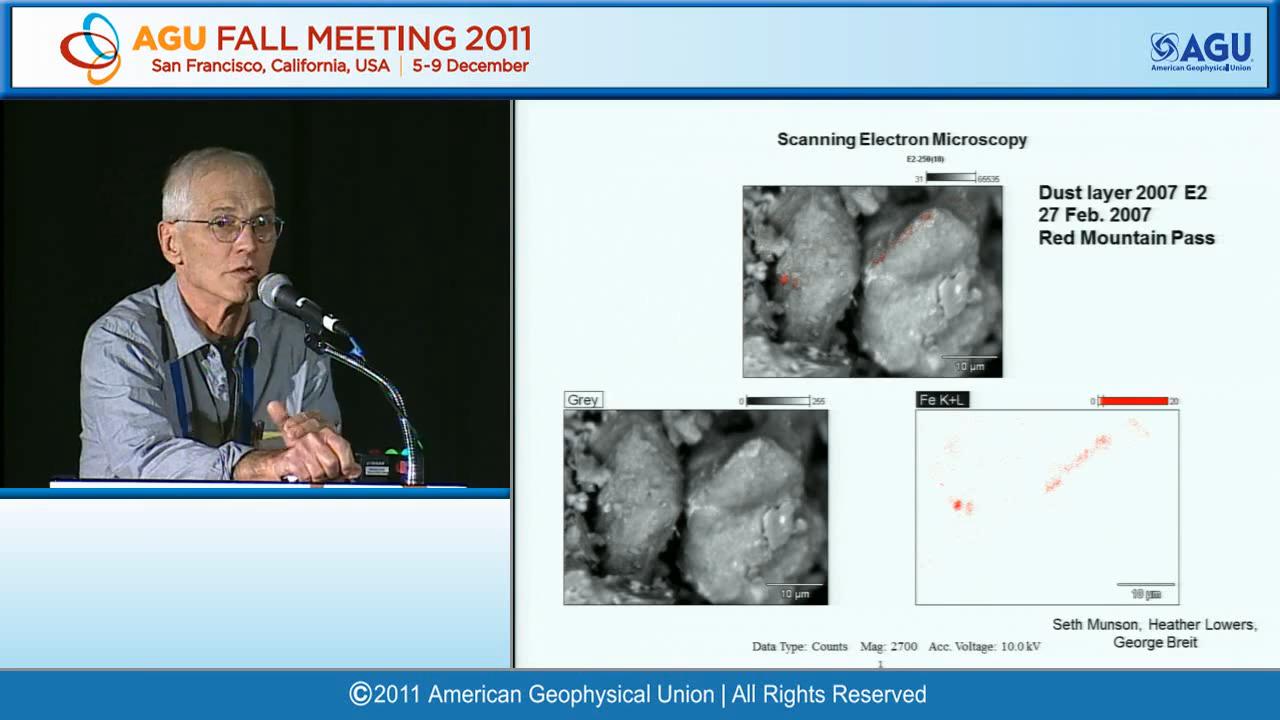 AGU FALL MEETING 2011
San Francisco, California, USA | 5-9 December
AGU
American Geophysical Union
Scanning Electron Microscopy
E2-250(18)
31 65535
Dust layer 2007 E2
27 Feb. 2007
Red Mountain Pass
10 µm
Grey
0 255
Fe K+L
0 20
10 µm
10 µm
Seth Munson, Heather Lowers,
George Breit
Data Type: Counts Mag: 2700 Acc. Voltage: 10.0 kV
1
©2011 American Geophysical Union | All Rights Reserved